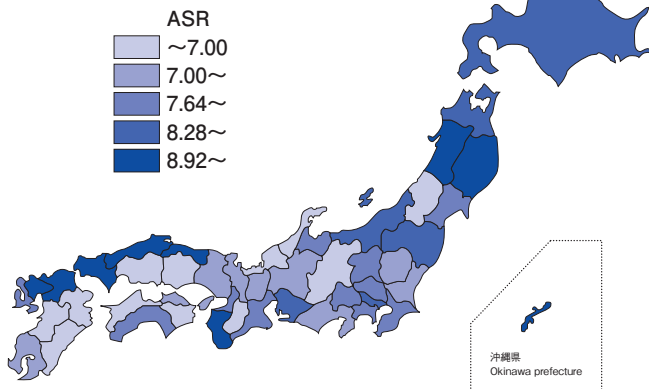 ASR
～7.00
7.00～
7.64～
8.28～
8.92～
沖縄県
Okinawa prefecture